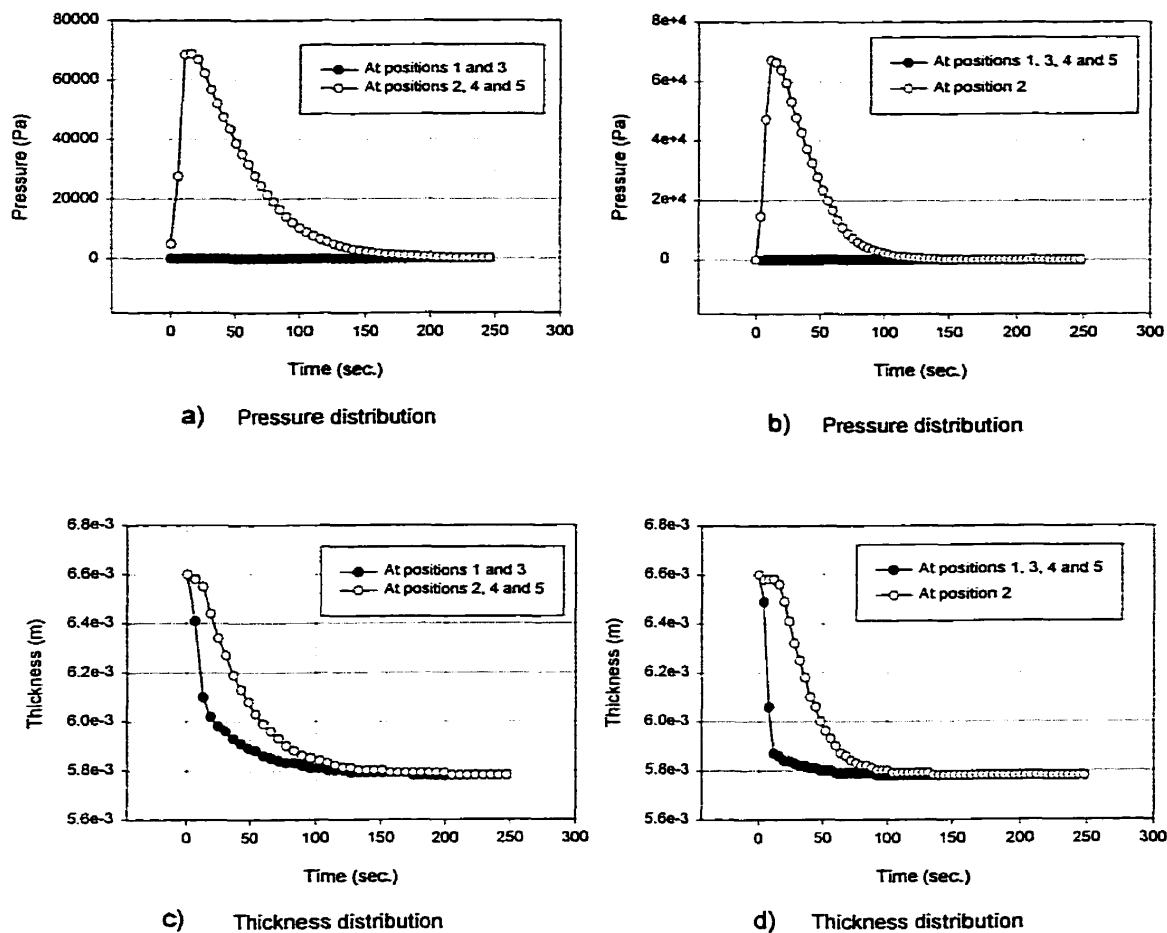 80000
60000
40000
20000
0
Pressure (Pa)
At positions 1 and 3
At positions 2, 4 and 5
0 50 100 150 200 250 300
Time (sec.)
a) Pressure distribution
8e+4
6e+4
4e+4
2e+4
0
Pressure (Pa)
At positions 1, 3, 4 and 5
At position 2
0 50 100 150 200 250 300
Time (sec.)
b) Pressure distribution
6.8e-3
6.6e-3
6.4e-3
6.2e-3
6.0e-3
5.8e-3
5.6e-3
Thickness (m)
At positions 1 and 3
At positions 2, 4 and 5
0 50 100 150 200 250 300
Time (sec.)
c) Thickness distribution
6.8e-3
6.6e-3
6.4e-3
6.2e-3
6.0e-3
5.8e-3
5.6e-3
Thickness (m)
At positions 1, 3, 4 and 5
At position 2
0 50 100 150 200 250 300
Time (sec.)
d) Thickness distribution